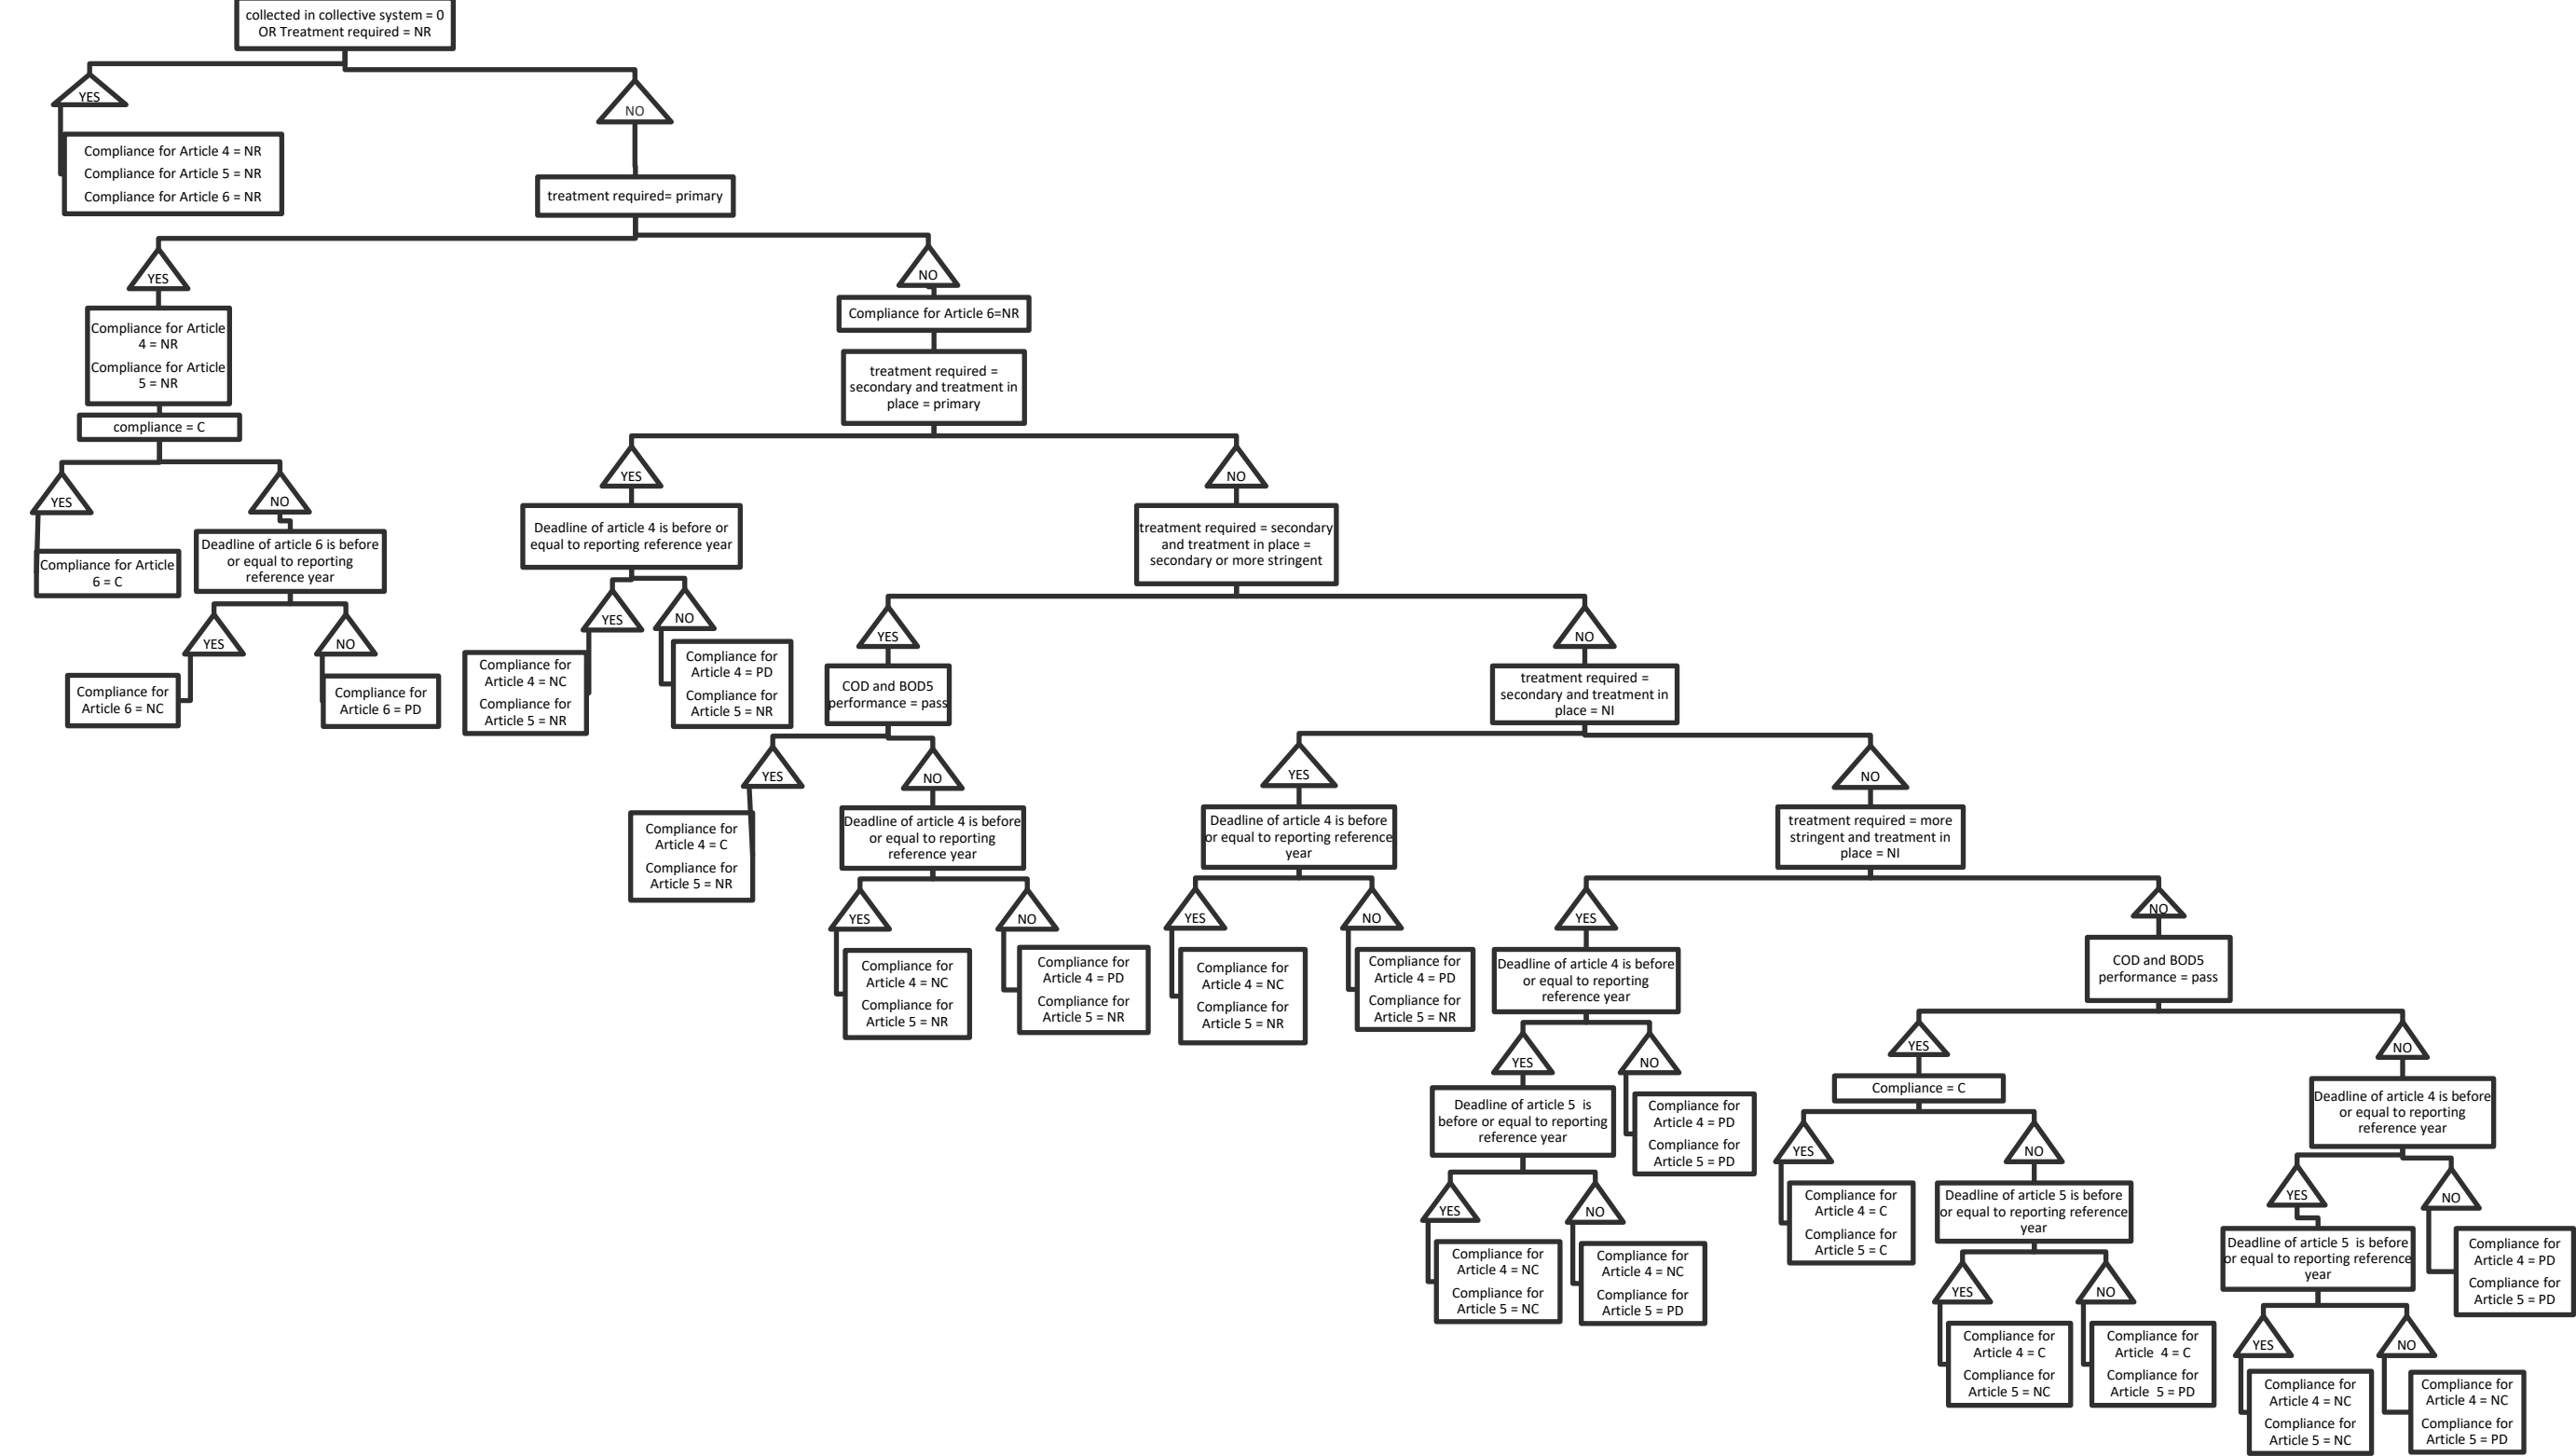 collected in collective system = 0
OR Treatment required = NR
YES
NO
Compliance for Article 4 = NR
Compliance for Article 5 = NR
Compliance for Article 6 = NR
treatment required= primary
YES
NO
Compliance for Article
4 = NR
Compliance for Article
5 = NR
compliance = C
Compliance for Article 6=NR
treatment required =
secondary and treatment in
place = primary
YES
NO
Compliance for Article
6 = C
Deadline of article 6 is before
or equal to reporting
reference year
YES
NO
Compliance for
Article 6 = NC
Compliance for
Article 6 = PD
YES
NO
Deadline of article 4 is before or
equal to reporting reference year
YES
NO
Compliance for
Article 4 = NC
Compliance for
Article 5 = NR
Compliance for
Article 4 = PD
Compliance for
Article 5 = NR
treatment required = secondary
and treatment in place =
secondary or more stringent
YES
NO
COD and BOD5
performance = pass
YES
NO
Compliance for
Article 4 = C
Compliance for
Article 5 = NR
Deadline of article 4 is before
or equal to reporting
reference year
YES
NO
Compliance for
Article 4 = NC
Compliance for
Article 5 = NR
Compliance for
Article 4 = PD
Compliance for
Article 5 = NR
treatment required =
secondary and treatment in
place = NI
YES
NO
Deadline of article 4 is before
or equal to reporting reference
year
YES
NO
Compliance for
Article 4 = NC
Compliance for
Article 5 = NR
Compliance for
Article 4 = PD
Compliance for
Article 5 = NR
treatment required = more
stringent and treatment in
place = NI
YES
NO
Deadline of article 4 is before
or equal to reporting
reference year
YES
NO
Deadline of article 5  is
before or equal to reporting
reference year
Compliance for
Article 4 = PD
Compliance for
Article 5 = PD
YES
NO
Compliance for
Article 4 = NC
Compliance for
Article 5 = NC
Compliance for
Article 4 = NC
Compliance for
Article 5 = PD
COD and BOD5
performance = pass
YES
NO
Compliance = C
YES
NO
Compliance for
Article 4 = C
Compliance for
Article 5 = C
Deadline of article 5 is before
or equal to reporting reference
year
YES
NO
Compliance for
Article 4 = C
Compliance for
Article 5 = NC
Compliance for
Article  4 = C
Compliance for
Article  5 = PD
Deadline of article 4 is before
or equal to reporting
reference year
YES
NO
Deadline of article 5  is before
or equal to reporting reference
year
Compliance for
Article 4 = PD
Compliance for
Article 5 = PD
YES
NO
Compliance for
Article 4 = NC
Compliance for
Article 5 = NC
Compliance for
Article 4 = NC
Compliance for
Article 5 = PD